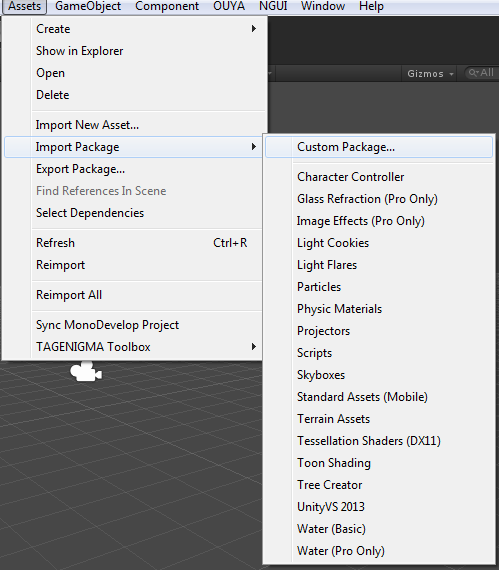 Assets GameObject Component OUYA NGUI Window Help
Create
Show in Explorer
Open
Delete
Gizmos All
Import New Asset...
Import Package
Export Package...
Find References In Scene
Select Dependencies
Refresh Ctrl+R
Reimport
Reimport All
Sync MonoDevelop Project
TAGENIGMA Toolbox
Custom Package...
Character Controller
Glass Refraction (Pro Only)
Image Effects (Pro Only)
Light Cookies
Light Flares
Particles
Physic Materials
Projectors
Scripts
Skyboxes
Standard Assets (Mobile)
Terrain Assets
Tessellation Shaders (DX11)
Toon Shading
Tree Creator
UnityVS 2013
Water (Basic)
Water (Pro Only)